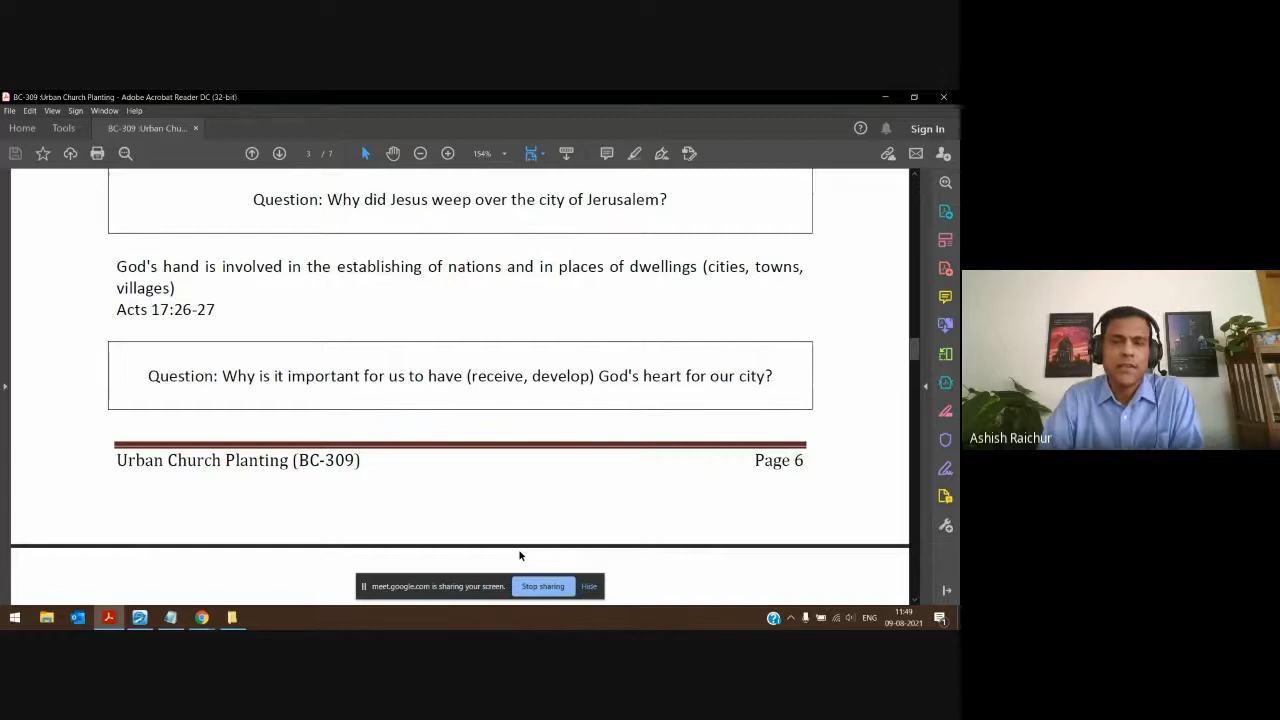 BC-309 :Urban Church Planting - Adobe Acrobat Reader DC (32-bit)
File Edit View Sign Window Help
Home Tools BC-309 :Urban Chu... × Sign In
3 / 7 154%
Question: Why did Jesus weep over the city of Jerusalem?
God's hand is involved in the establishing of nations and in places of dwellings (cities, towns,
villages)
Acts 17:26-27
Question: Why is it important for us to have (receive, develop) God's heart for our city?
Urban Church Planting (BC-309) Page 6
Ashish Raichur
meet.google.com is sharing your screen. Stop sharing Hide
ENG 11:49
09-08-2021